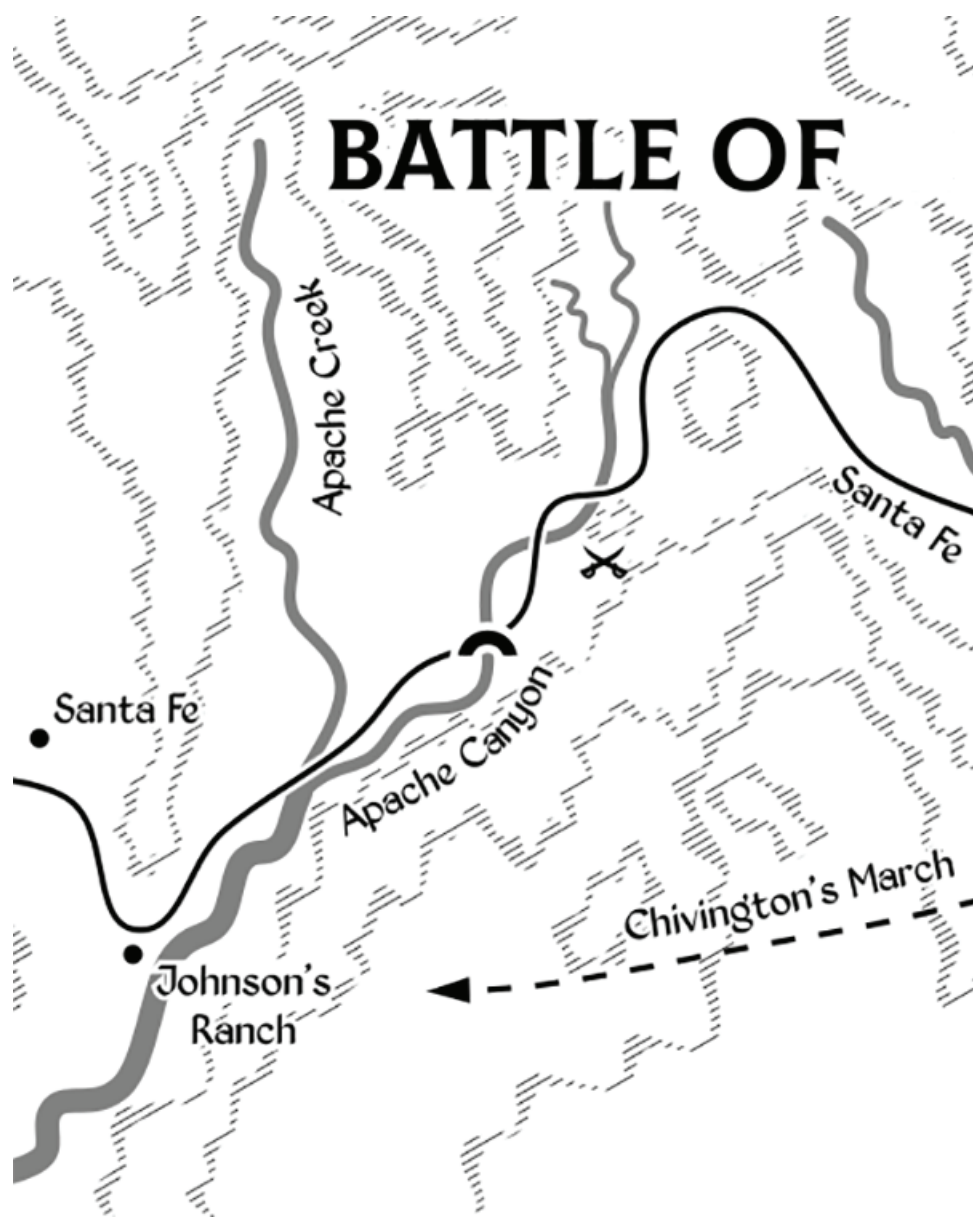 BATTLE OF
Apache Creek
Santa Fe
Santa Fe
Apache Canyon
Chivington's March
Johnson's
Ranch